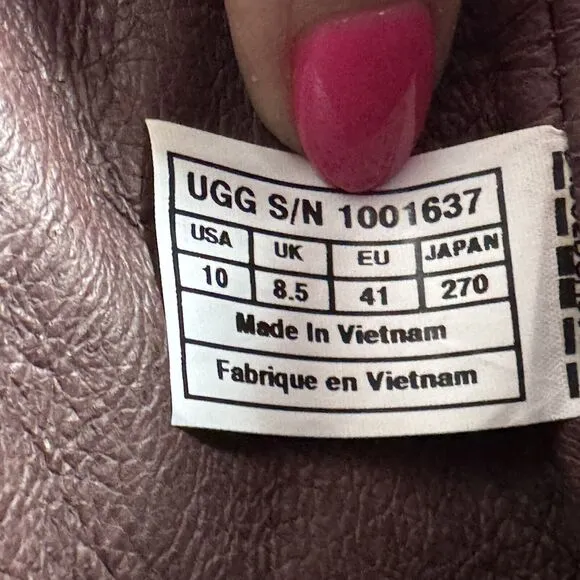 UGG S/N 1001637
USA UK EU JAPAN
10 8.5 41 270
Made In Vietnam
Fabrique en Vietnam